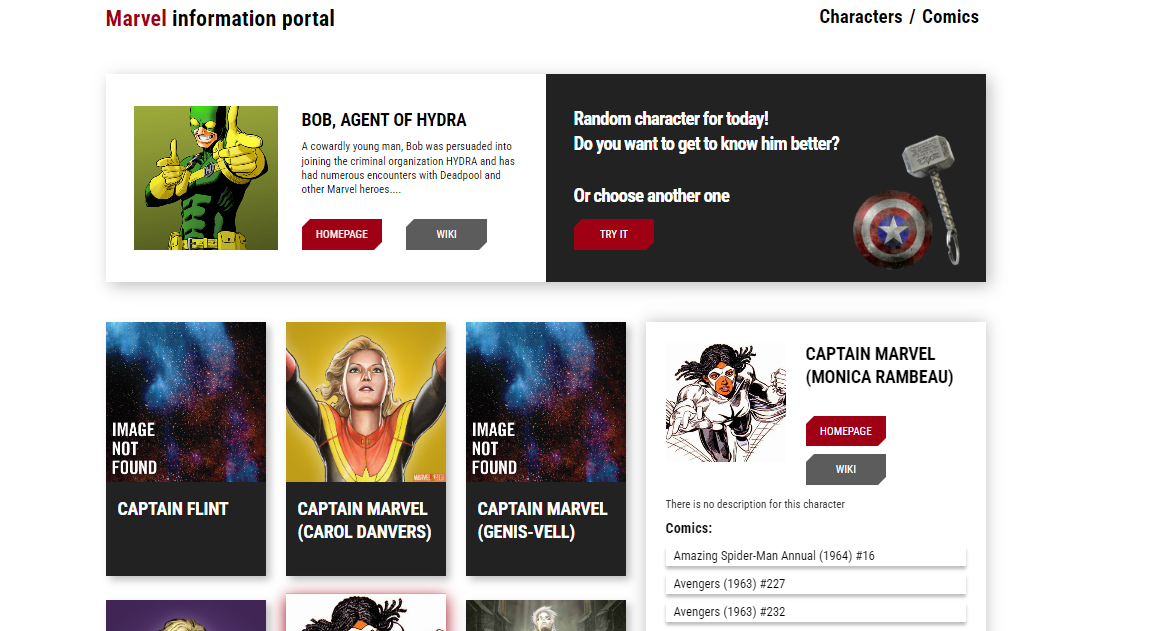 Marvel information portal
Characters / Comics
BOB, AGENT OF HYDRA
A cowardly young man, Bob was persuaded into
joining the criminal organization HYDRA and has
had numerous encounters with Deadpool and
other Marvel heroes....
HOMEPAGE
WIKI
Random character for today!
Do you want to get to know him better?
Or choose another one
TRY IT
IMAGE
NOT
FOUND
CAPTAIN FLINT
CAPTAIN MARVEL
(CAROL DANVERS)
IMAGE
NOT
FOUND
CAPTAIN MARVEL
(GENIS-VELL)
CAPTAIN MARVEL
(MONICA RAMBEAU)
HOMEPAGE
WIKI
There is no description for this character
Comics:
Amazing Spider-Man Annual (1964) #16
Avengers (1963) #227
Avengers (1963) #232